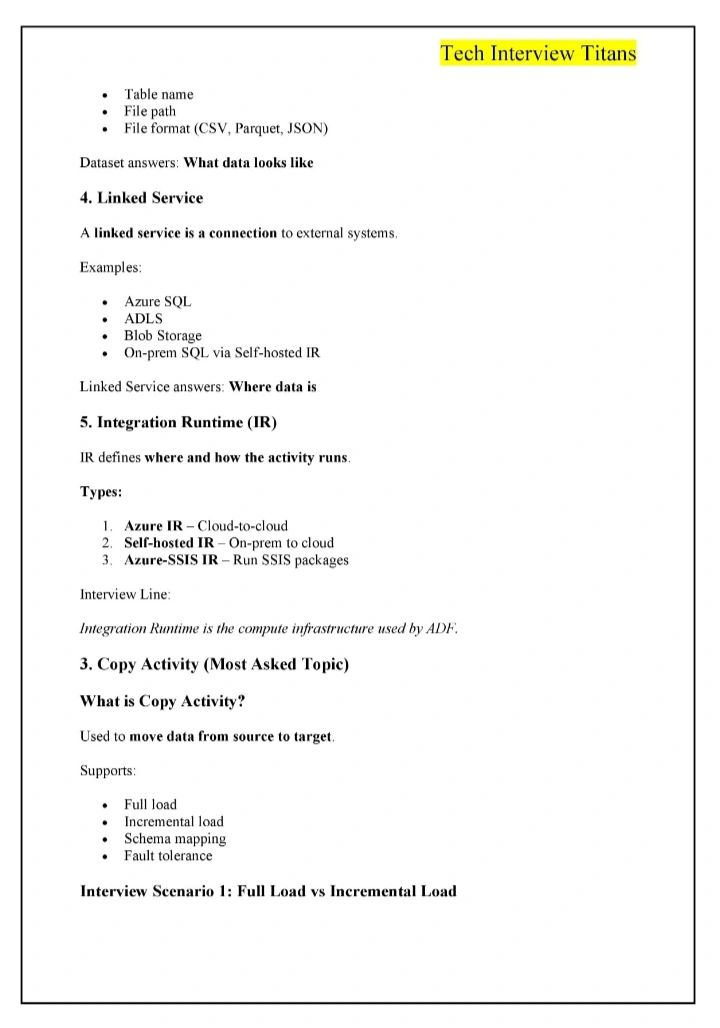 Tech Interview Titans
• Table name
• File path
• File format (CSV, Parquet, JSON)
Dataset answers: What data looks like
4. Linked Service
A linked service is a connection to external systems.
Examples:
• Azure SQL
• ADLS
• Blob Storage
• On-prem SQL via Self-hosted IR
Linked Service answers: Where data is
5. Integration Runtime (IR)
IR defines where and how the activity runs.
Types:
1. Azure IR – Cloud-to-cloud
2. Self-hosted IR – On-prem to cloud
3. Azure-SSIS IR – Run SSIS packages
Interview Line:
Integration Runtime is the compute infrastructure used by ADF.
3. Copy Activity (Most Asked Topic)
What is Copy Activity?
Used to move data from source to target.
Supports:
• Full load
• Incremental load
• Schema mapping
• Fault tolerance
Interview Scenario 1: Full Load vs Incremental Load